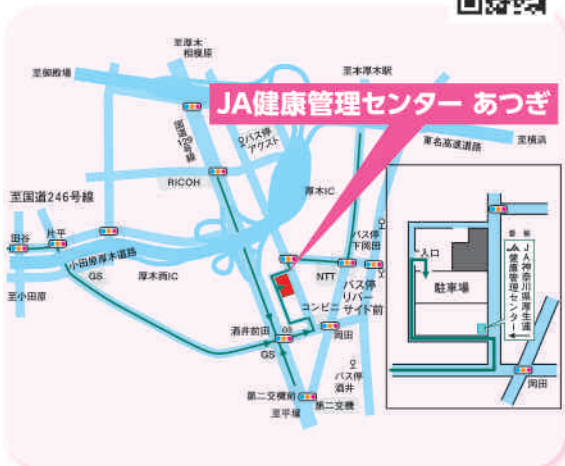 至厚木
相模原
至御殿場
至本厚木駅
JA健康管理センター あつぎ
国道129号線
バス停
アクスト
東名高速道路
至横浜
RICOH
厚木IC
至国道246号線
田谷
片平
小田原厚木道路
GS
厚木西IC
至小田原
バス停
下岡田
NTT
バス停
リバー
サイド前
コンビニ
酒井前田
GS
岡田
バス停
酒井
第二交機前
第二交機
至平塚
入口
駐車場
看板
JA神奈川県厚生連
健康管理センター
岡田